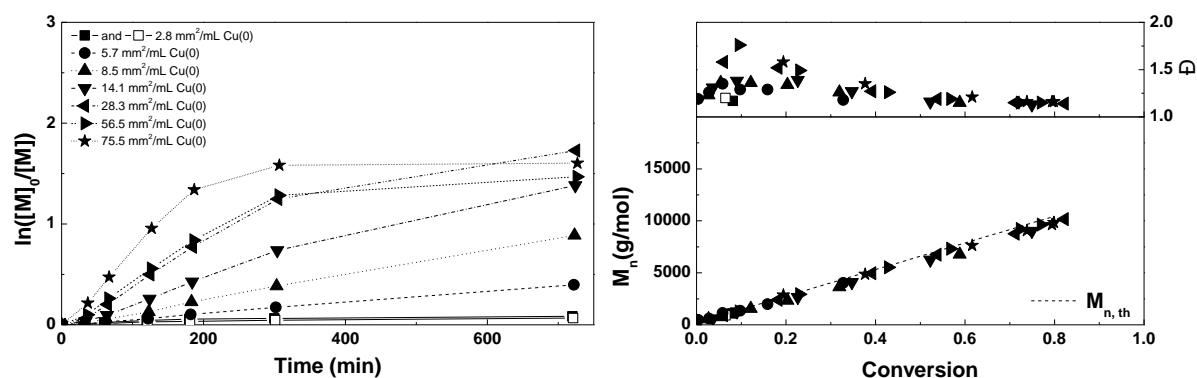 3
2
1
0
0 200 400 600
ln([M]0/[M]
Time (min)
and 2.8 mm²/mL Cu(0)
5.7 mm²/mL Cu(0)
8.5 mm²/mL Cu(0)
14.1 mm²/mL Cu(0)
28.3 mm²/mL Cu(0)
56.5 mm²/mL Cu(0)
75.5 mm²/mL Cu(0)
2.0
1.5
1.0
Đ
15000
10000
5000
0
0.0 0.2 0.4 0.6 0.8 1.0
Mn(g/mol)
Conversion
Mn, th